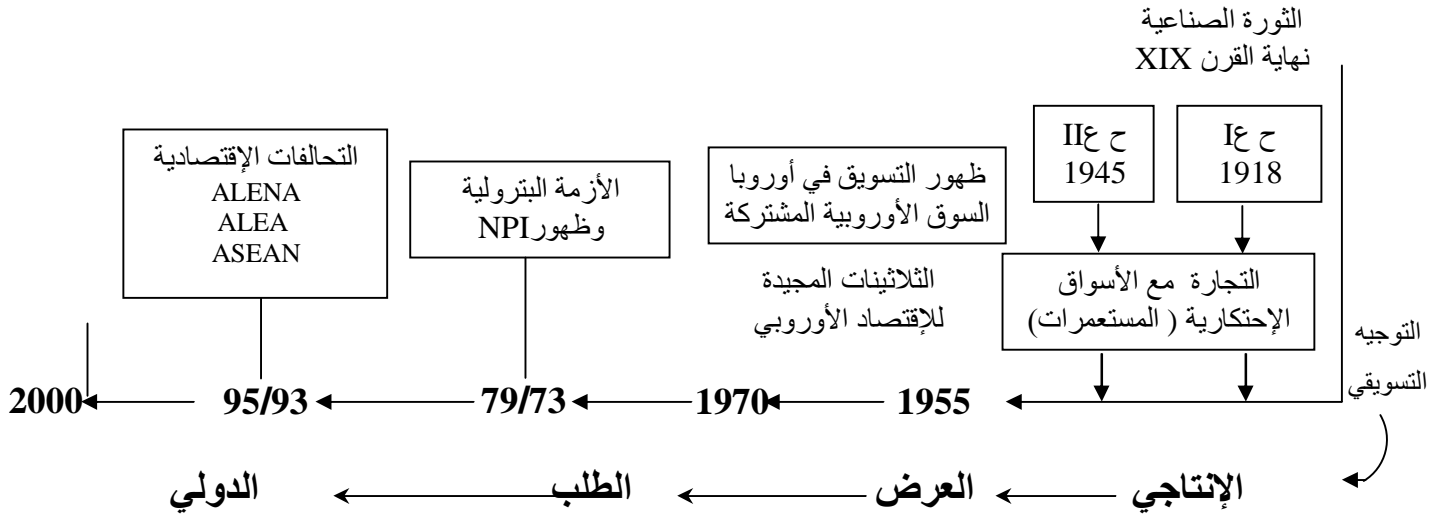 الثورة الصناعية
نهاية القرن XIX
ح عI
1918
ح عII
1945
التجارة مع الأسواق
الإحتكارية ( المستعمرات)
ظهور التسويق في أوروبا
السوق الأوروبية المشتركة
الثلاثينات المجيدة
للإقتصاد الأوروبي
الأزمة البترولية
وظهورNPI
التحالفات الإقتصادية
ALENA
ALEA
ASEAN
التوجيه
التسويقي
1955
1970
79/73
95/93
2000
الإنتاجي
العرض
الطلب
الدولي